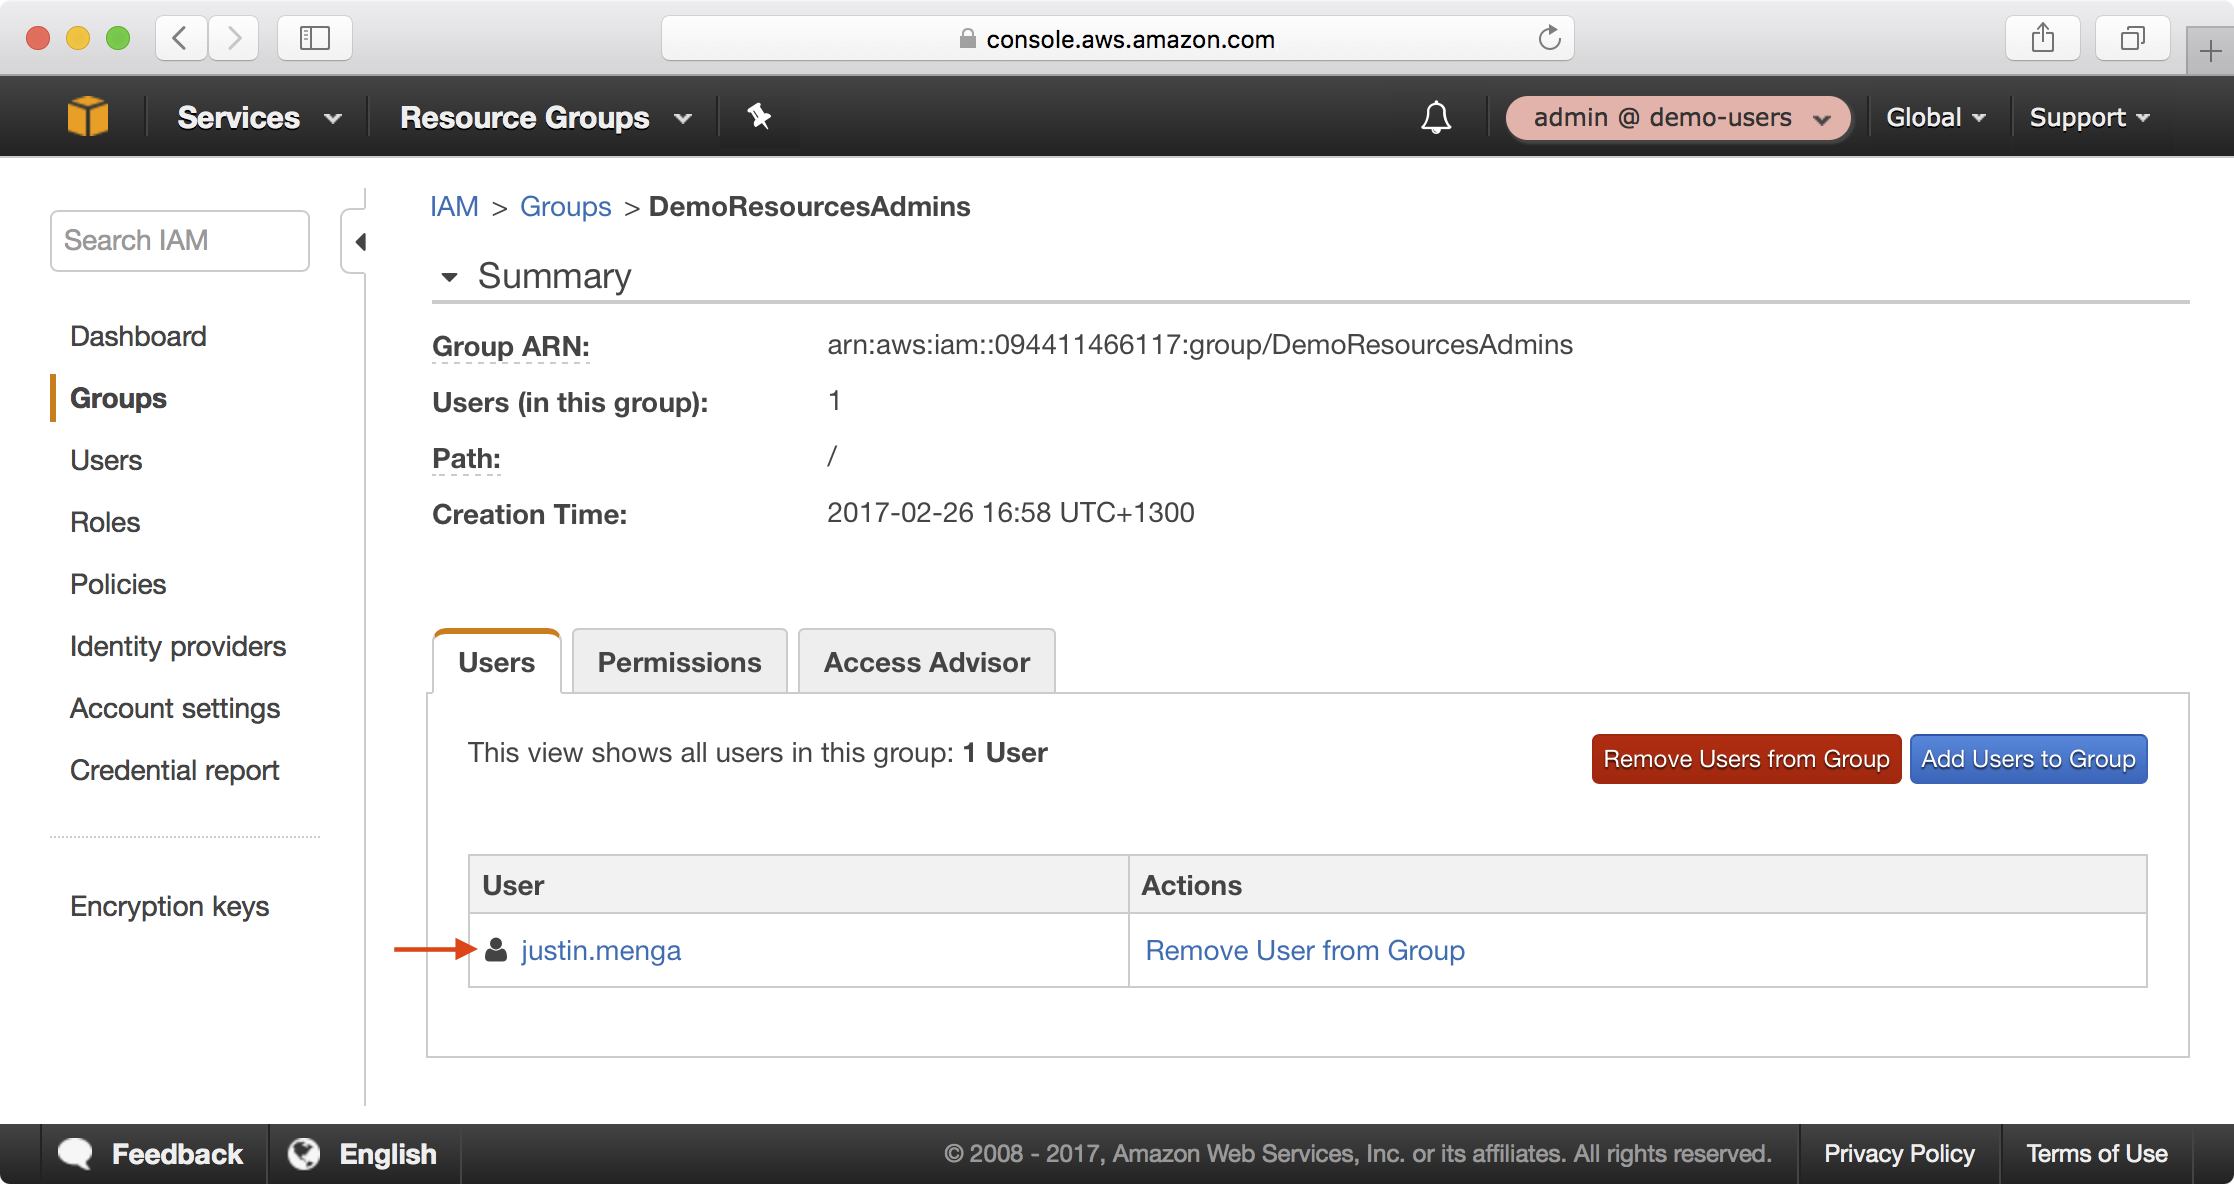 console.aws.amazon.com
Services
Resource Groups
admin @ demo-users
Global
Support
Search IAM
Dashboard
Groups
Users
Roles
Policies
Identity providers
Account settings
Credential report
Encryption keys
IAM > Groups > DemoResourcesAdmins
Summary
Group ARN: arn:aws:iam::094411466117:group/DemoResourcesAdmins
Users (in this group): 1
Path: /
Creation Time: 2017-02-26 16:58 UTC+1300
Users
Permissions
Access Advisor
This view shows all users in this group: 1 User
Remove Users from Group
Add Users to Group
User
Actions
justin.menga
Remove User from Group
Feedback
English
© 2008 - 2017, Amazon Web Services, Inc. or its affiliates. All rights reserved.
Privacy Policy
Terms of Use